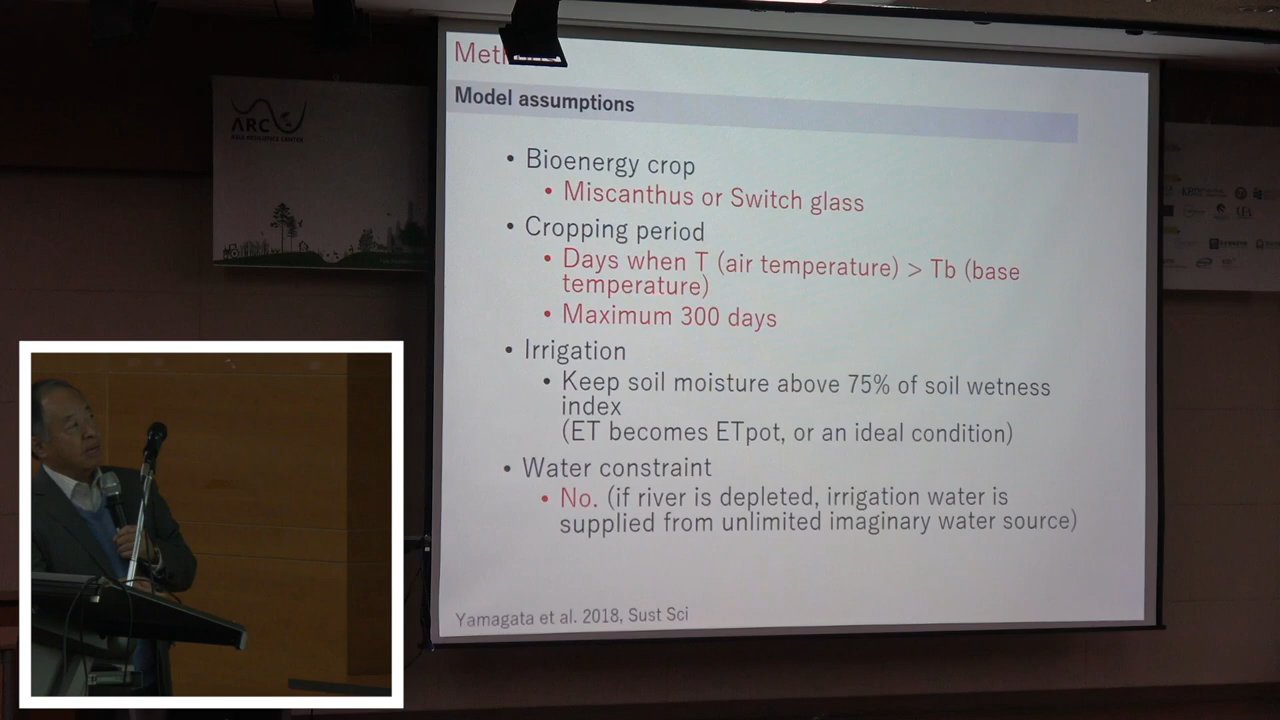 Met
Model assumptions
• Bioenergy crop
• Miscanthus or Switch glass
• Cropping period
• Days when T (air temperature) > Tb (base
temperature)
• Maximum 300 days
• Irrigation
• Keep soil moisture above 75% of soil wetness
index
(ET becomes ETpot, or an ideal condition)
• Water constraint
• No. (if river is depleted, irrigation water is
supplied from unlimited imaginary water source)
Yamagata et al. 2018, Sust Sci
ARC